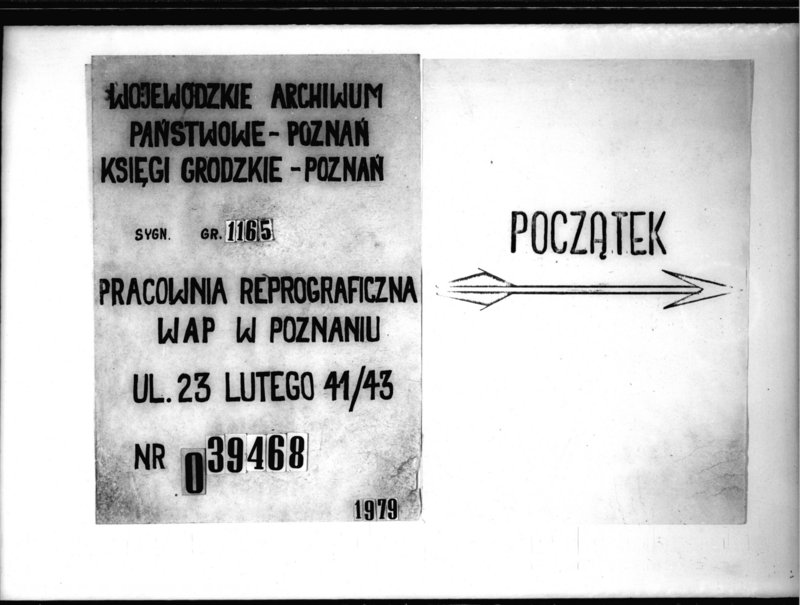 WOJEWÓDZKIE ARCHIWUM
PAŃSTWOWE - POZNAŃ
KSIĘGI GRODZKIE - POZNAŃ
SYGN. GR. 1165
PRACOWNIA REPROGRAFICZNA
WAP W POZNANIU
UL. 23 LUTEGO 41/43
NR 039468
1979
POCZĄTEK